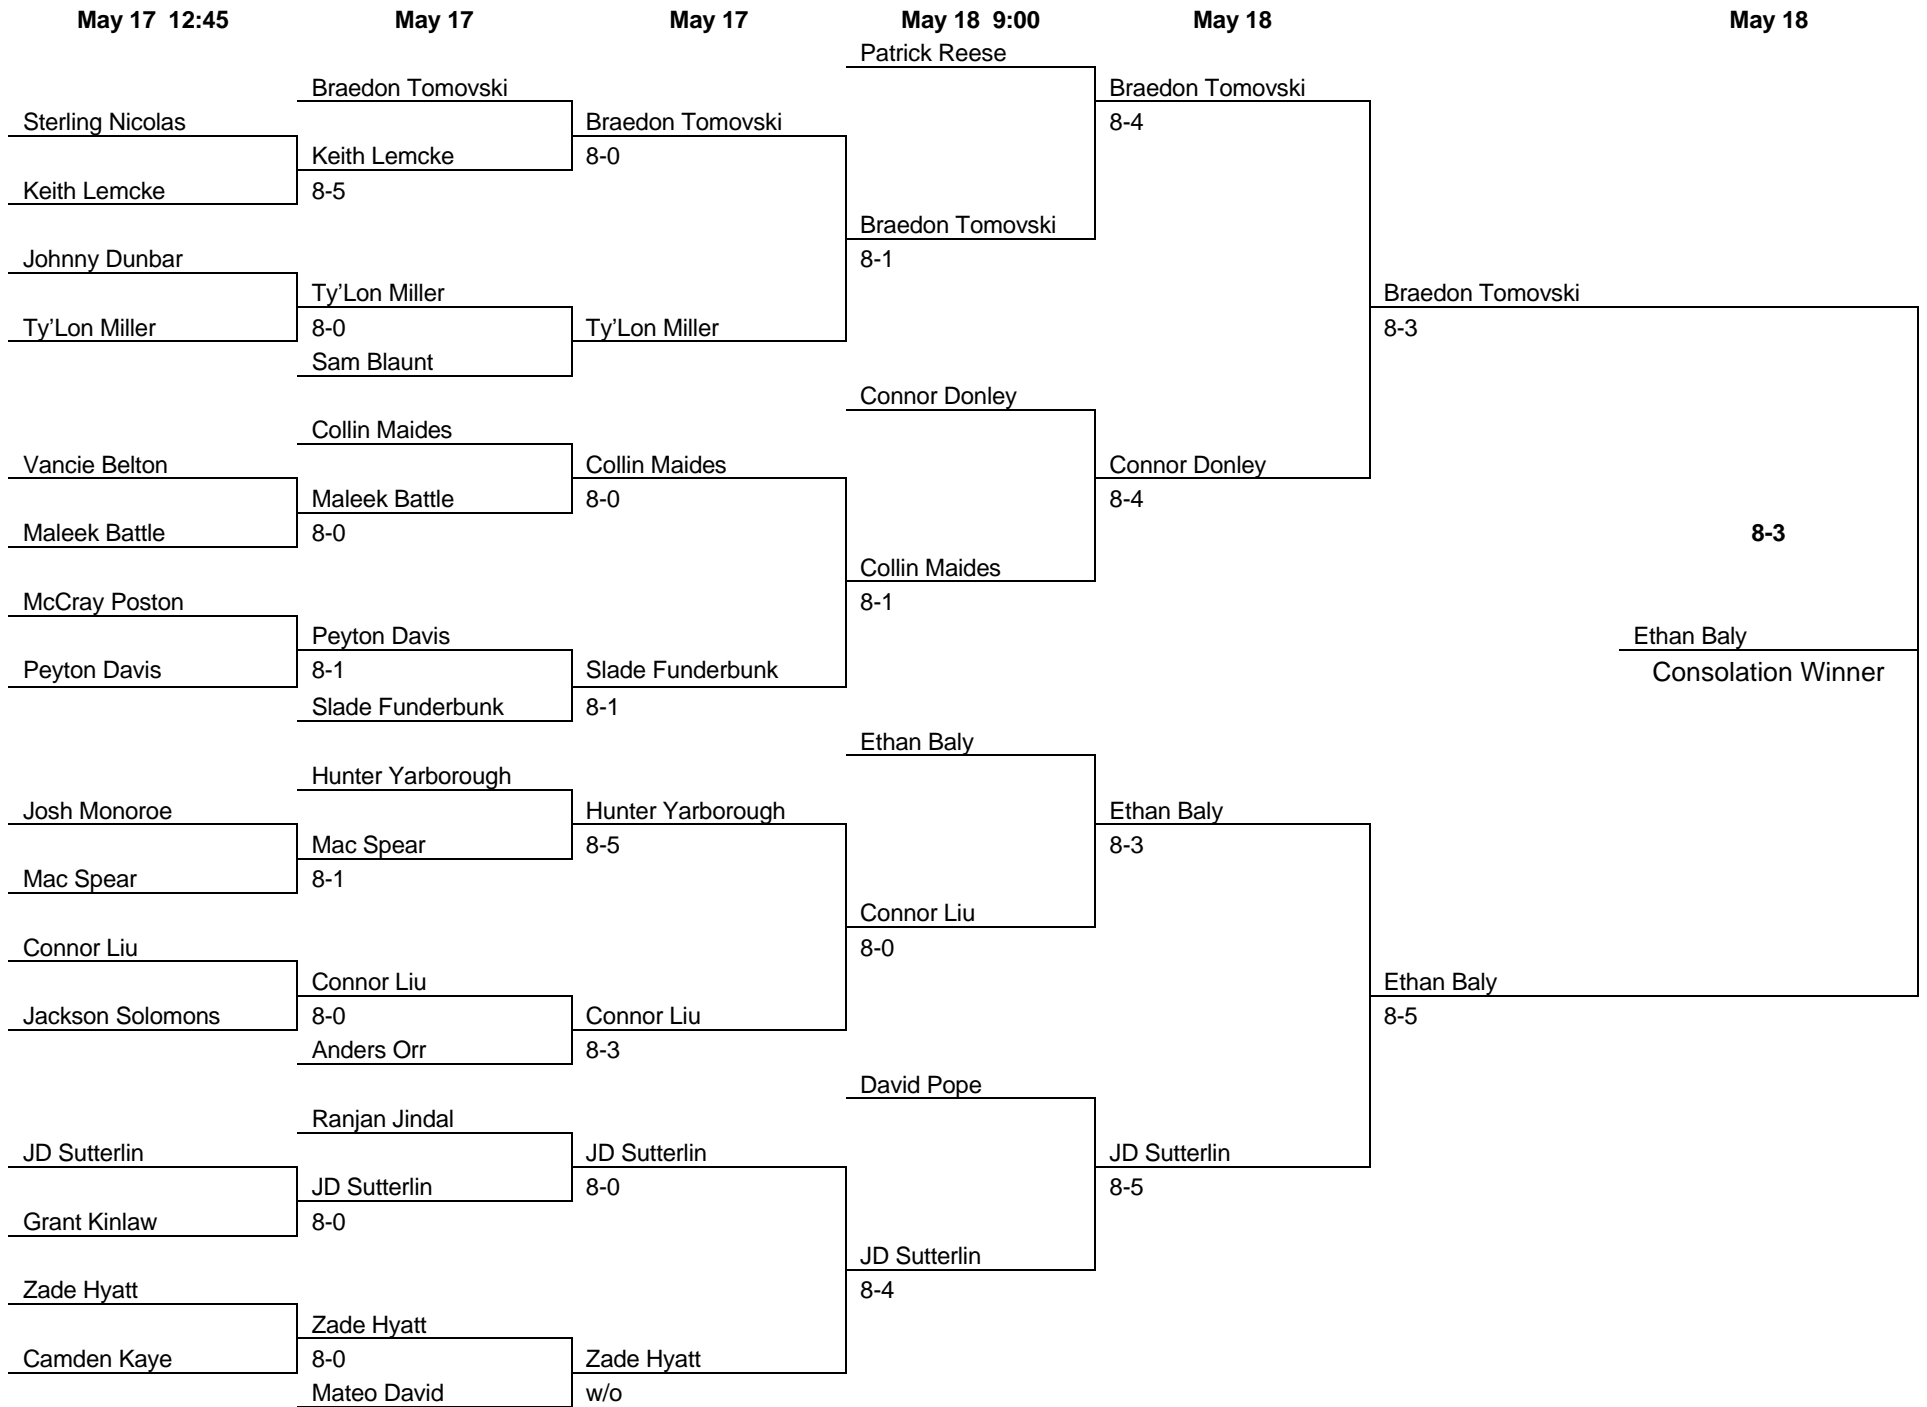 May 17 12:45 May 17 May 17 May 18 9:00 May 18 May 18
Patrick Reese
Braedon Tomovski Braedon Tomovski
Sterling Nicolas Braedon Tomovski 8-4
Keith Lemcke 8-0
Keith Lemcke 8-5
Braedon Tomovski
Johnny Dunbar 8-1
Ty’Lon Miller Braedon Tomovski
Ty’Lon Miller 8-0 Ty’Lon Miller 8-3
Sam Blaunt
Connor Donley
Collin Maides
Vancie Belton Collin Maides Connor Donley
Maleek Battle 8-0 8-4
Maleek Battle 8-0 8-3
Collin Maides
McCray Poston 8-1
Peyton Davis Ethan Baly
Peyton Davis 8-1 Slade Funderbunk Consolation Winner
Slade Funderbunk 8-1
Ethan Baly
Hunter Yarborough
Josh Monoroe Hunter Yarborough Ethan Baly
Mac Spear 8-5 8-3
Mac Spear 8-1
Connor Liu
Connor Liu 8-0
Connor Liu Ethan Baly
Jackson Solomons 8-0 Connor Liu 8-5
Anders Orr 8-3
David Pope
Ranjan Jindal
JD Sutterlin JD Sutterlin JD Sutterlin
JD Sutterlin 8-0 8-5
Grant Kinlaw 8-0
JD Sutterlin
Zade Hyatt 8-4
Zade Hyatt
Camden Kaye 8-0 Zade Hyatt
Mateo David w/o